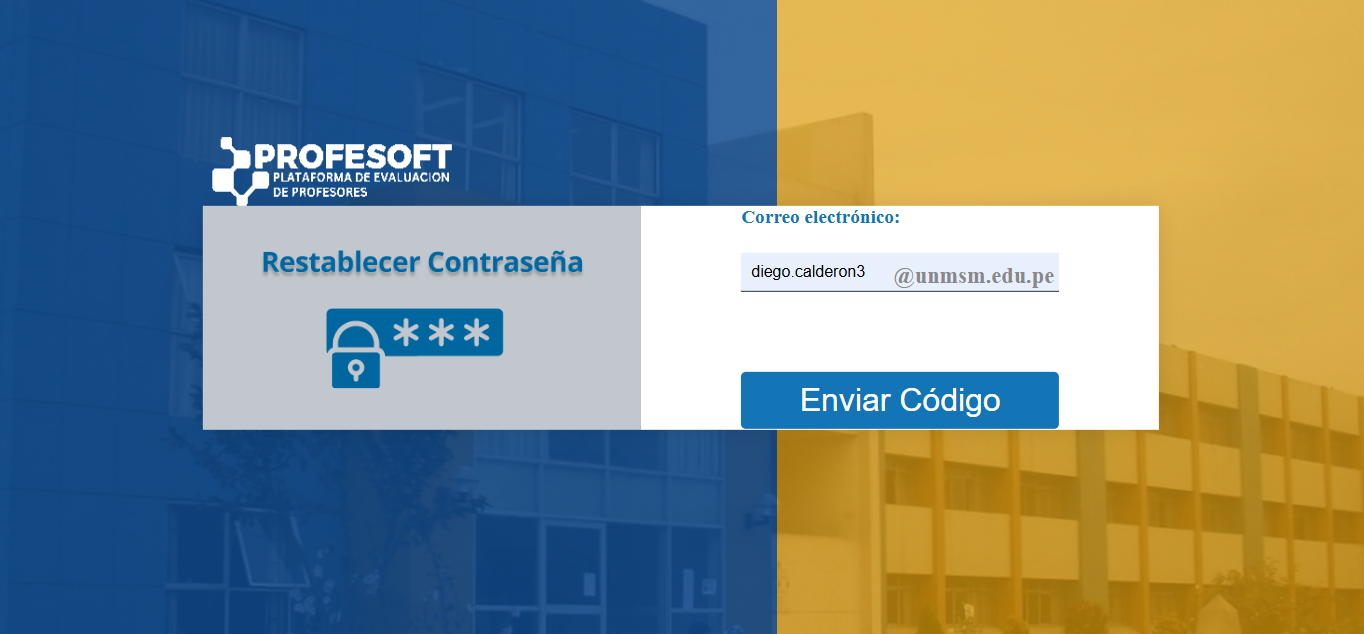 PROFESOFT
PLATAFORMA DE EVALUACION
DE PROFESORES
Restablecer Contraseña
***
Correo electrónico:
diego.calderon3 @unmsm.edu.pe
Enviar Código